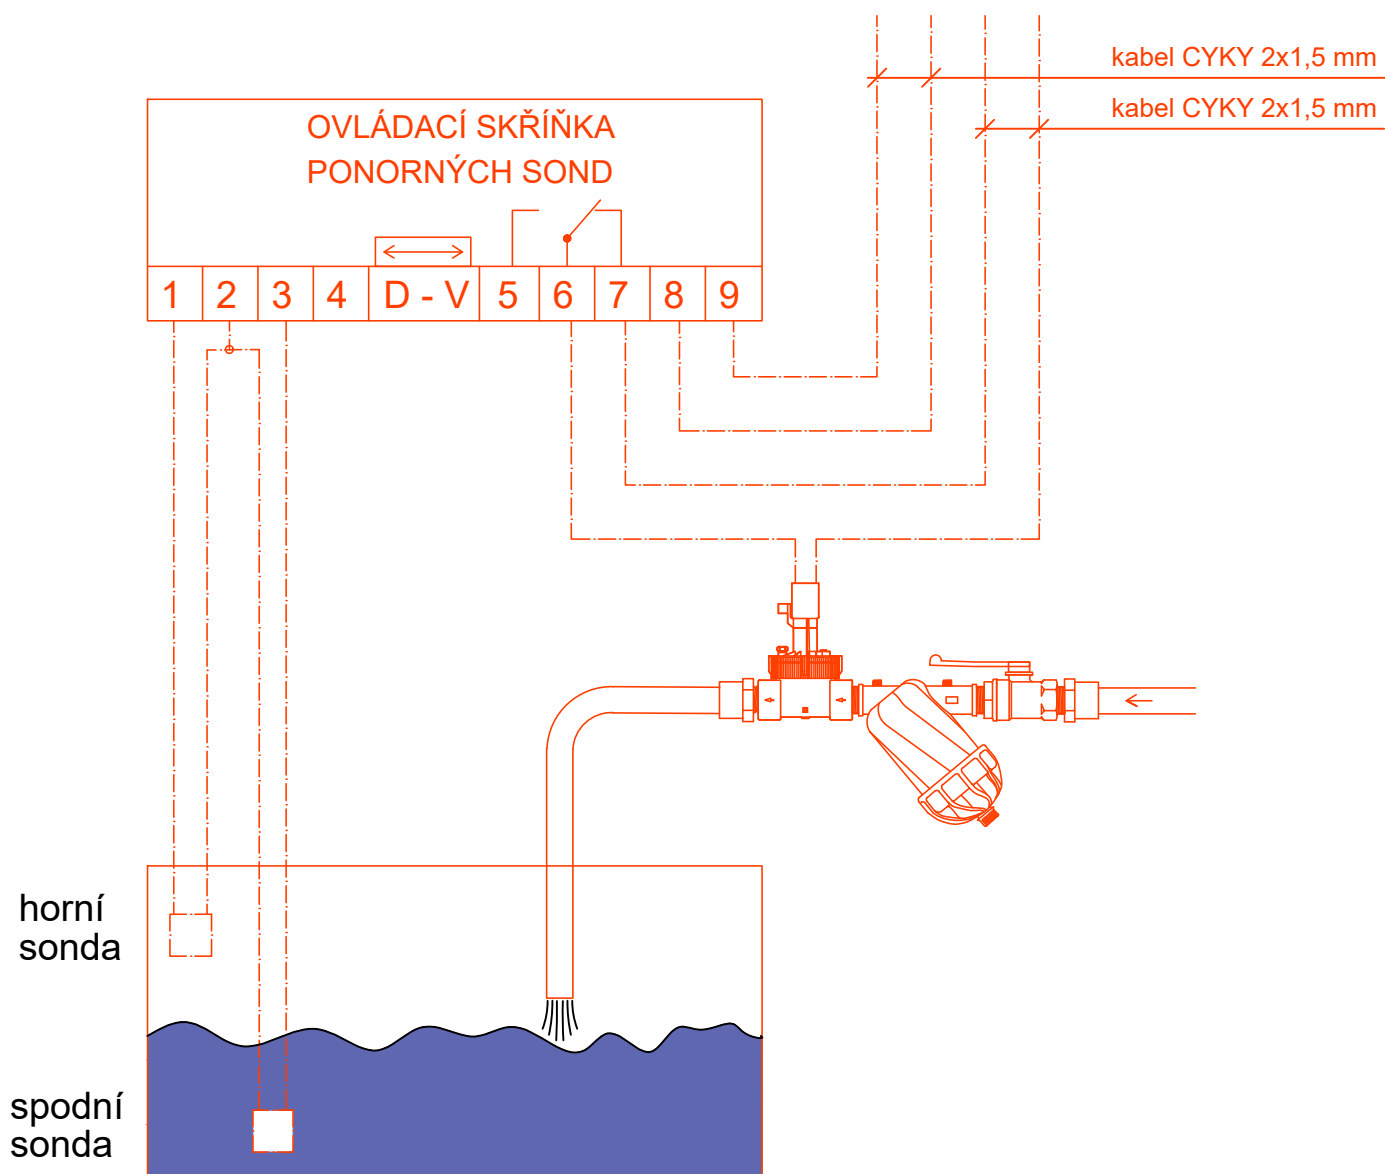 kabel CYKY 2x1,5 mm
kabel CYKY 2x1,5 mm
OVLÁDACÍ SKŘÍŇKA
PONORNÝCH SOND
1 2 3 4 D - V 5 6 7 8 9
horní
sonda
spodní
sonda